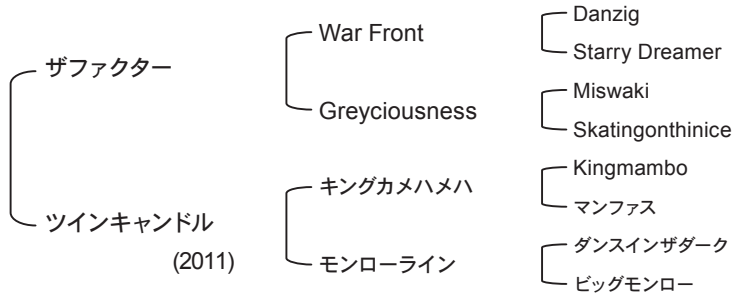 ザファクター
ツインキャンドル
(2011)
War Front
Greyciousness
キングカメハメハ
モンローライン
Danzig
Starry Dreamer
Miswaki
Skatingonthinice
Kingmambo
マンファス
ダンスインザダーク
ビッグモンロー